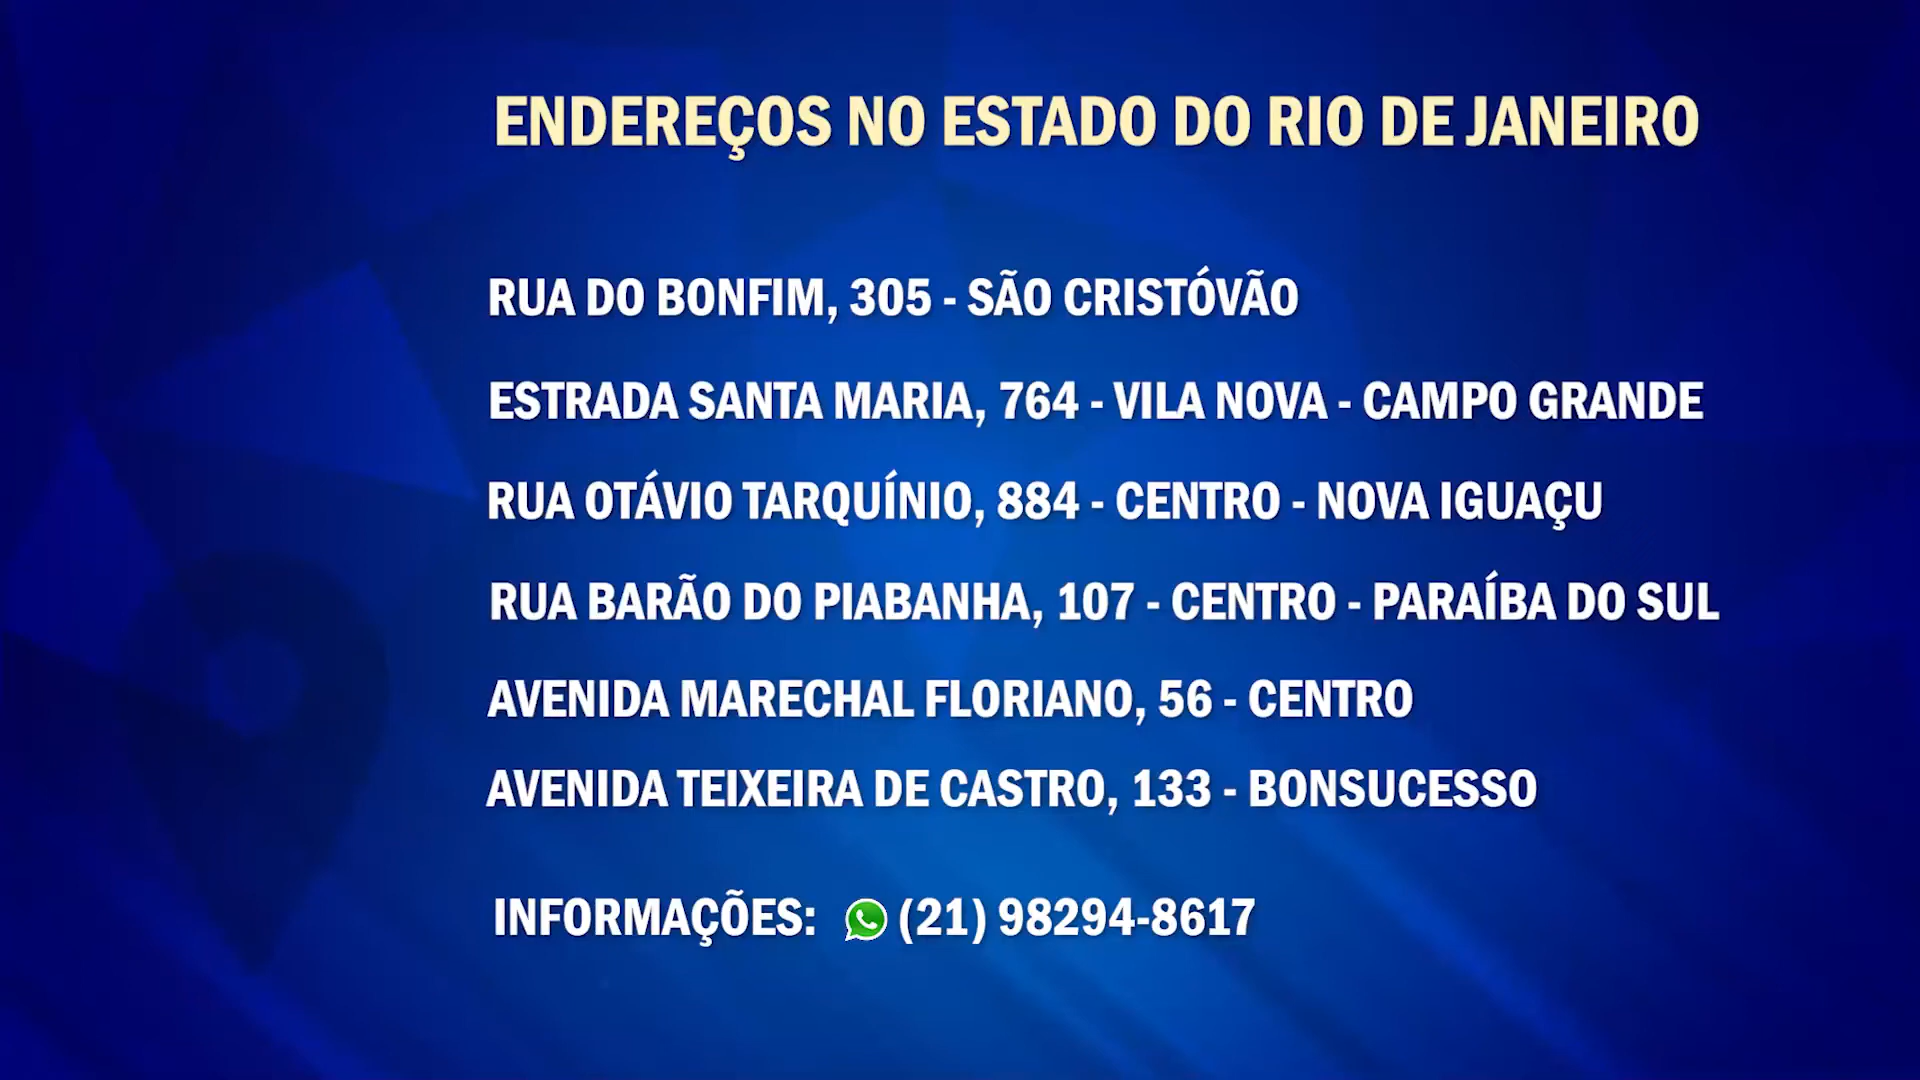 ENDEREÇOS NO ESTADO DO RIO DE JANEIRO
RUA DO BONFIM, 305 - SÃO CRISTÓVÃO
ESTRADA SANTA MARIA, 764 - VILA NOVA - CAMPO GRANDE
RUA OTÁVIO TARQUÍNIO, 884 - CENTRO - NOVA IGUAÇU
RUA BARÃO DO PIABANHA, 107 - CENTRO - PARAÍBA DO SUL
AVENIDA MARECHAL FLORIANO, 56 - CENTRO
AVENIDA TEIXEIRA DE CASTRO, 133 - BONSUCESSO
INFORMAÇÕES: (21) 98294-8617